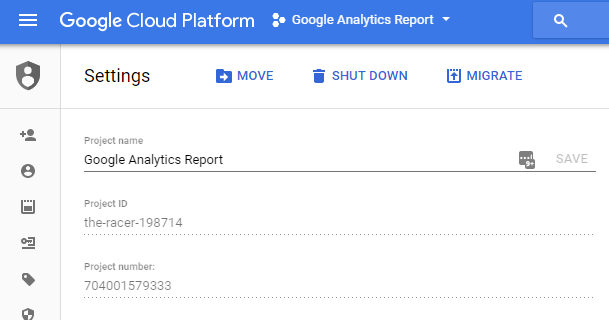 Google Cloud Platform
Google Analytics Report
Settings
MOVE
SHUT DOWN
MIGRATE
Project name
Google Analytics Report
9+
SAVE
Project ID
the-racer-198714
Project number:
704001579333